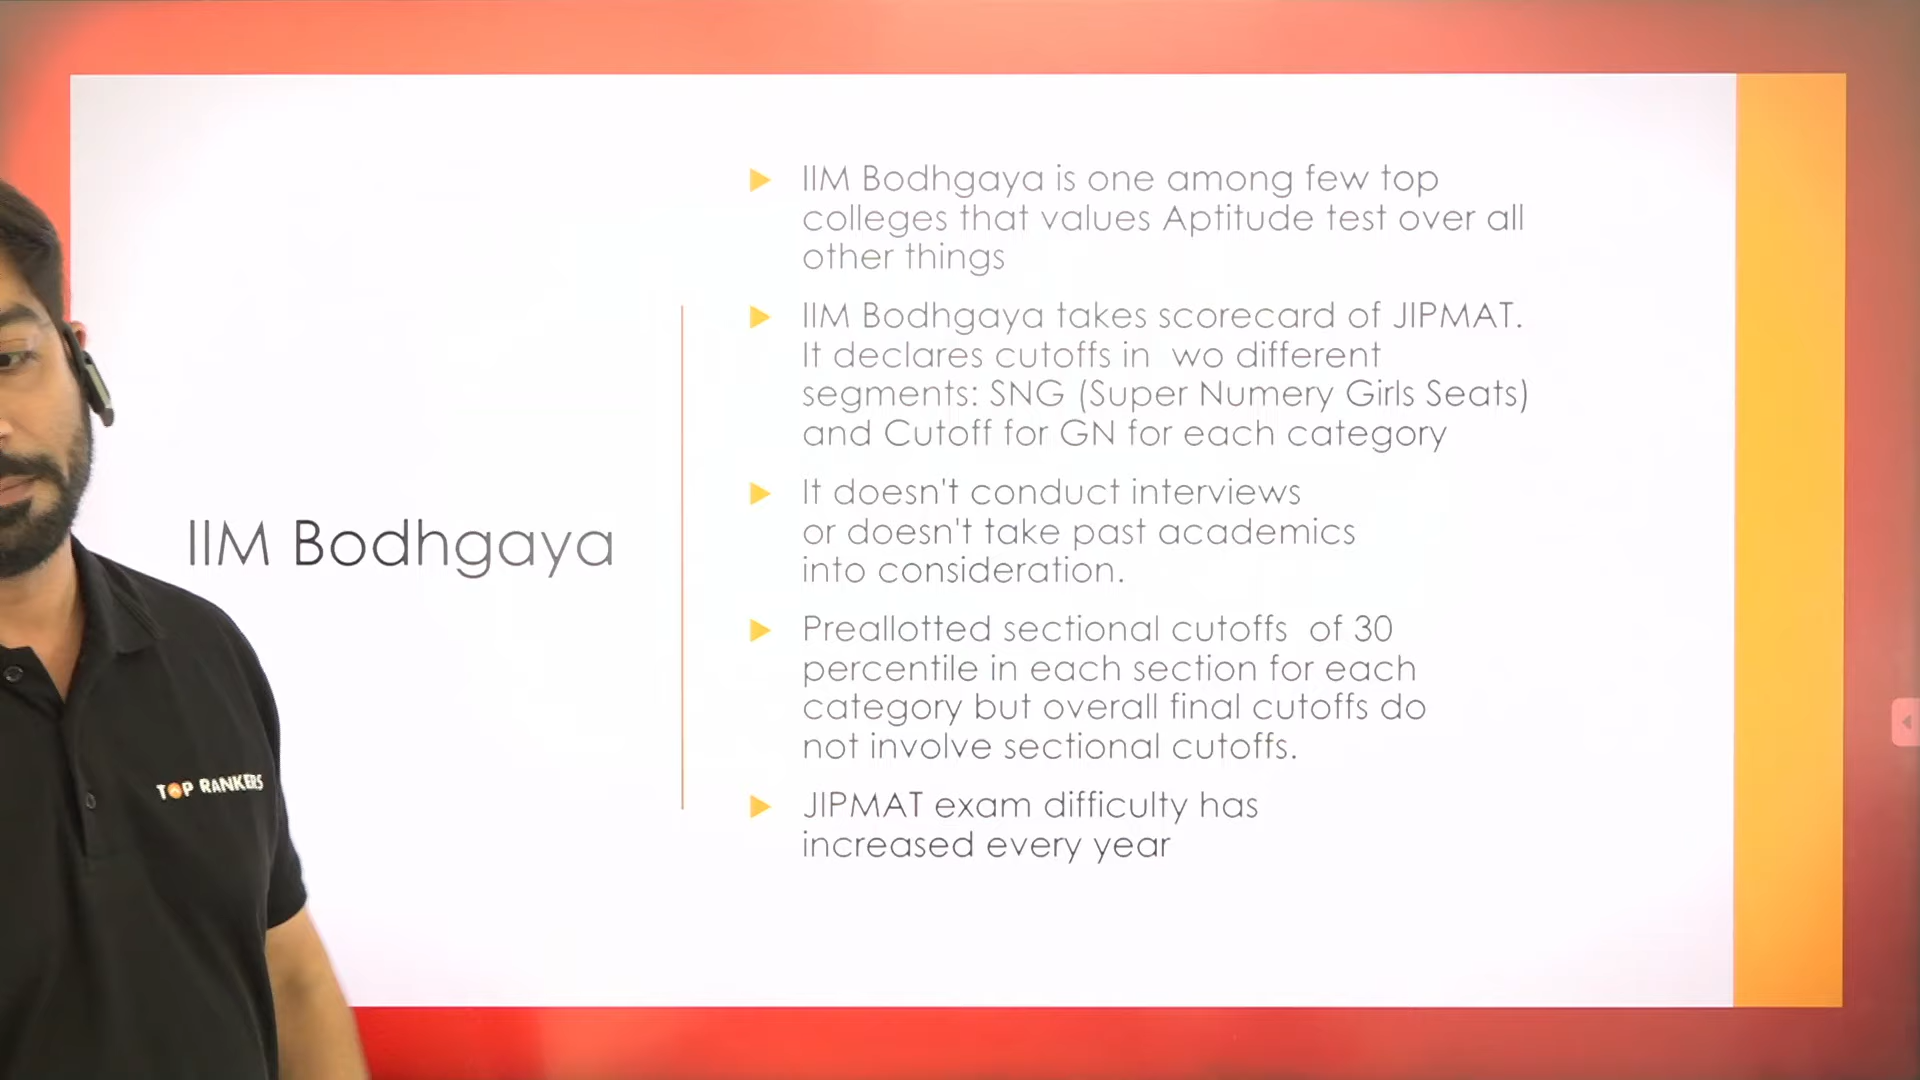 IIM Bodhgaya
IIM Bodhgaya is one among few top
colleges that values Aptitude test over all
other things
IIM Bodhgaya takes scorecard of JIPMAT.
It declares cutoffs in wo different
segments: SNG (Super Numery Girls Seats)
and Cutoff for GN for each category
It doesn't conduct interviews
or doesn't take past academics
into consideration.
Preallotted sectional cutoffs of 30
percentile in each section for each
category but overall final cutoffs do
not involve sectional cutoffs.
JIPMAT exam difficulty has
increased every year
TOP RANKERS